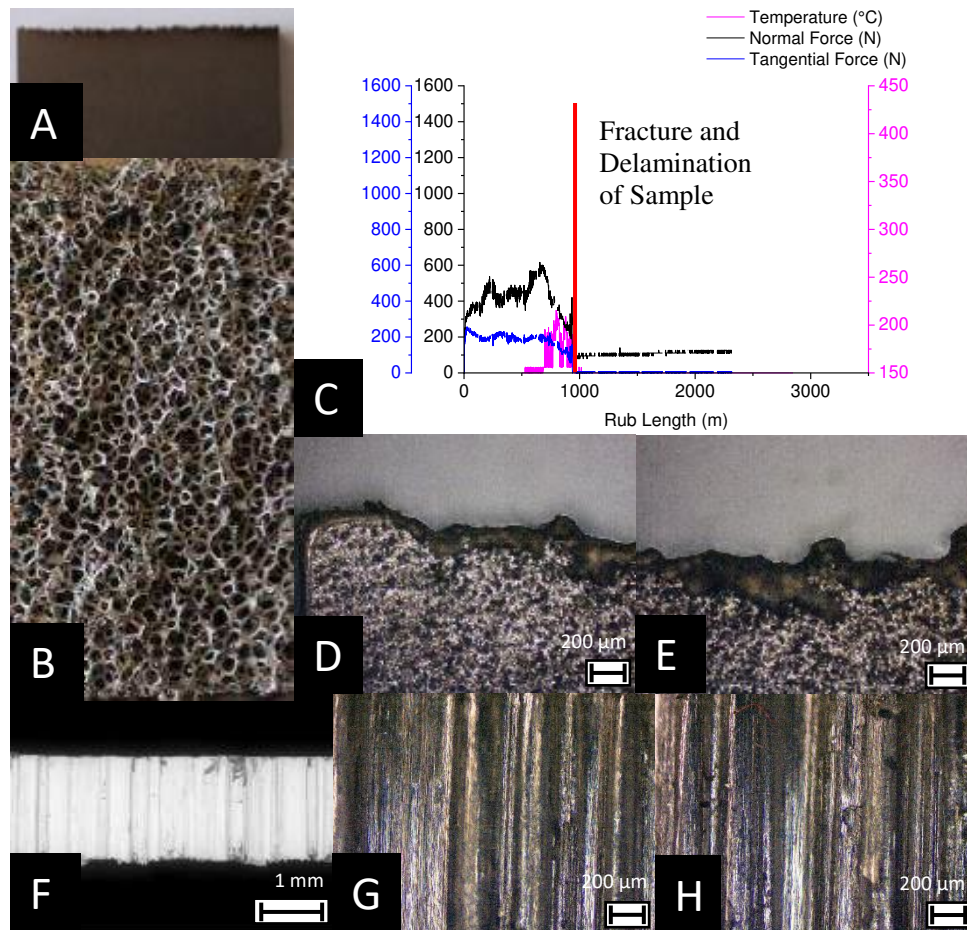 A
Temperature (°C)
Normal Force (N)
Tangential Force (N)
1600
1400
1200
1000
800
600
400
200
0
1600
1400
1200
1000
800
600
400
200
0
450
400
350
300
250
200
150
Fracture and
Delamination
of Sample
0
1000
2000
3000
Rub Length (m)
C
B
200 µm
D
200 µm
E
1 mm
F
200 µm
G
200 µm
H